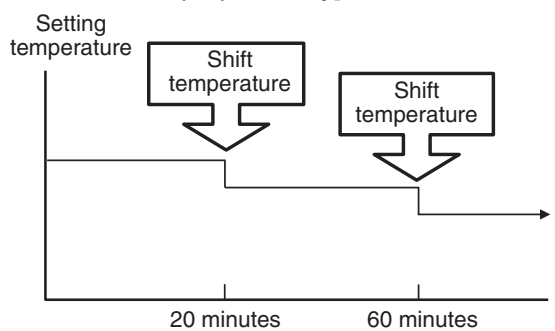 Setting
temperature
Shift
temperature
Shift
temperature
20 minutes
60 minutes